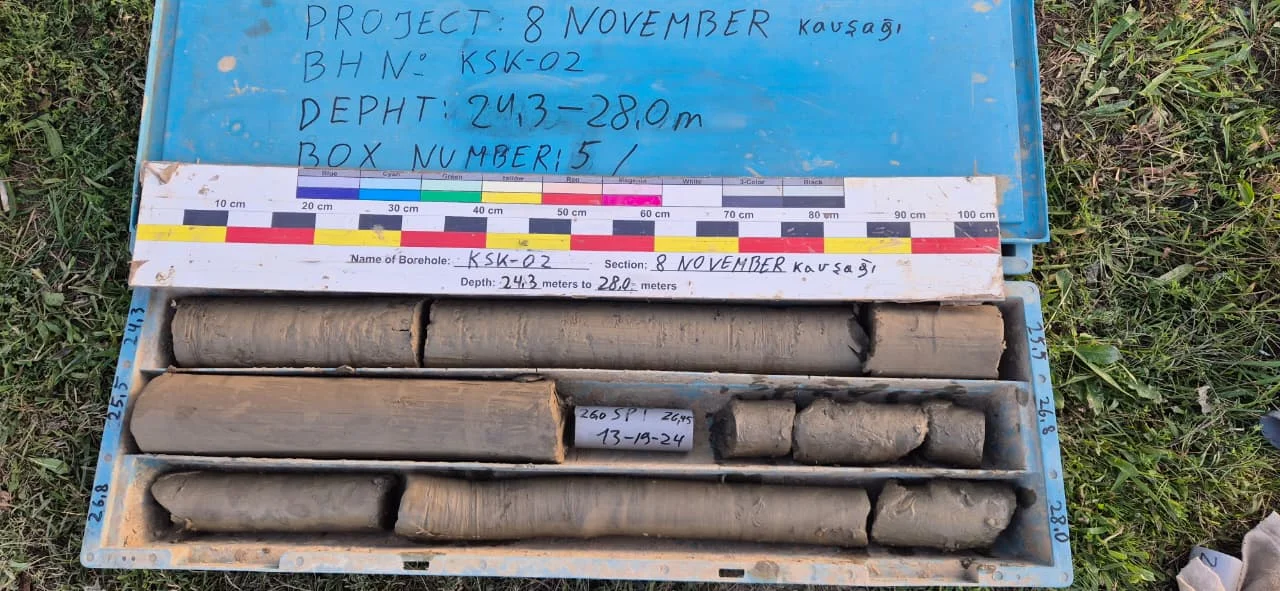 PROJECT: 8 NOVEMBER Kavşağı
BH Nº KSK-02
DEPHT: 24,3-28,0m
BOX NUMBER: 5 /
Blue Cyan Green Yellow Red Magenta White 3-Color Black
10 cm 20 cm 30 cm 40 cm 50 cm 60 cm 70 cm 80 cm 90 cm 100 cm
Name of Borehole: KSK-02 Section: 8 NOVEMBER Kavşağı
Depth: 24,3 meters to 28,0 meters
24,3
25,5
25,5 26,8
26,0 SPT 26,45
13-19-24
26,8
28,0
2